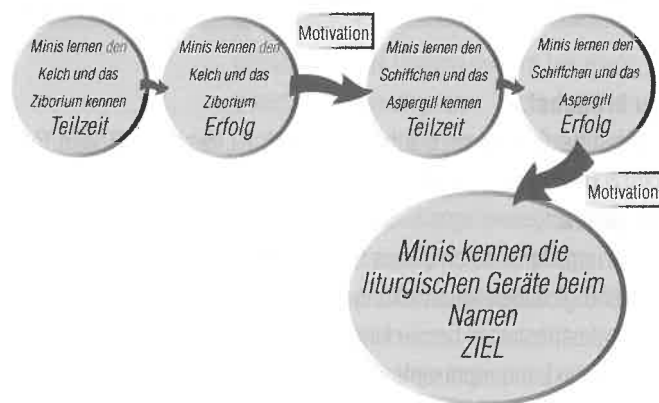 Minis lernen den
Kelch und das
Ziborium kennen
Teilzeit
Minis kennen den
Kelch und das
Ziborium
Erfolg
Motivation
Minis lernen den
Schiffchen und das
Aspergill kennen
Teilzeit
Minis lernen den
Schiffchen und das
Aspergill
Erfolg
Motivation
Minis kennen die
liturgischen Geräte beim
Namen
ZIEL